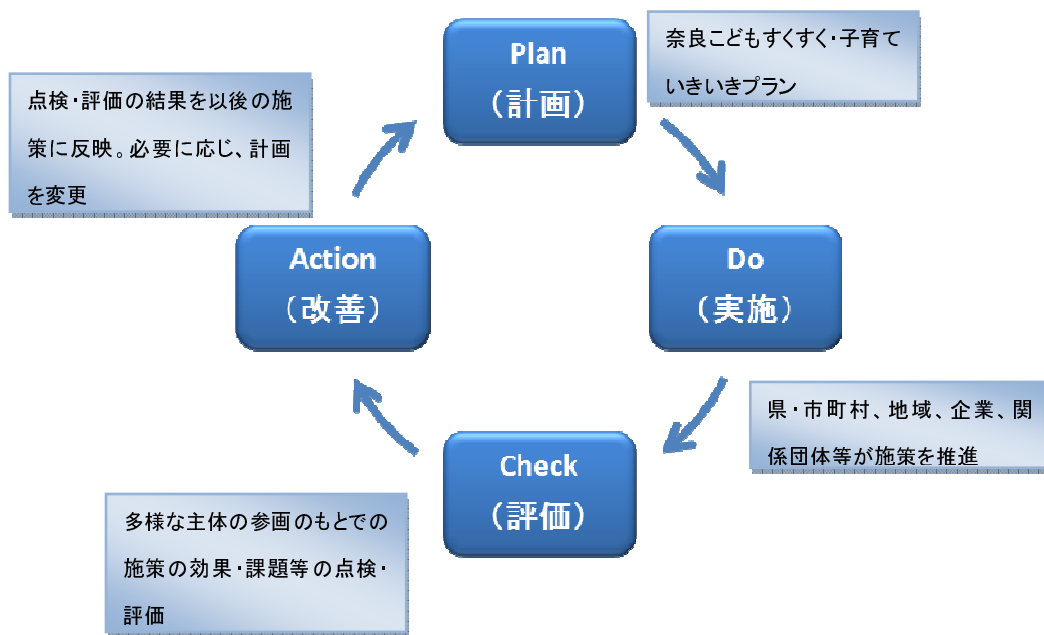 Plan
（計画）
奈良こどもすくすく・子育て
いきいきプラン
点検・評価の結果を以後の施
策に反映。必要に応じ、計画
を変更
Action
（改善）
Do
（実施）
県・市町村、地域、企業、関
係団体等が施策を推進
Check
（評価）
多様な主体の参画のもとでの
施策の効果・課題等の点検・
評価